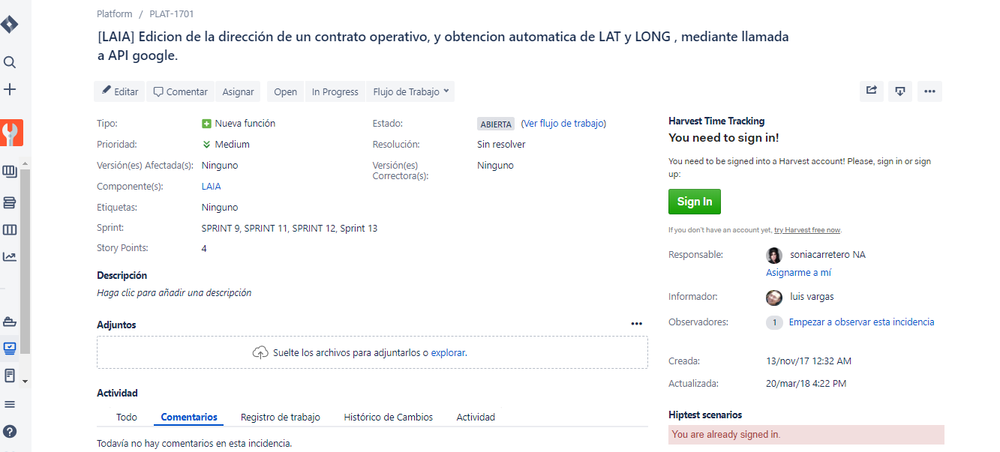 Platform / PLAT-1701
[LAIA] Edicion de la dirección de un contrato operativo, y obtencion automatica de LAT y LONG , mediante llamada
a API google.
Editar Comentar Asignar Open In Progress Flujo de Trabajo
Tipo: Nueva función
Prioridad: Medium
Versión(es) Afectada(s): Ninguno
Componente(s): LAIA
Etiquetas: Ninguno
Sprint: SPRINT 9, SPRINT 11, SPRINT 12, Sprint 13
Story Points: 4
Estado: ABIERTA (Ver flujo de trabajo)
Resolución: Sin resolver
Versión(es) Ninguno
Correctora(s):
Descripción
Haga clic para añadir una descripción
Adjuntos
Suelte los archivos para adjuntarlos o explorar.
Actividad
Todo Comentarios Registro de trabajo Histórico de Cambios Actividad
Todavía no hay comentarios en esta incidencia.
Harvest Time Tracking
You need to sign in!
You need to be signed into a Harvest account! Please, sign in or sign
up:
Sign In
If you don't have an account yet, try Harvest free now.
Responsable: soniacarretero NA
Asignarme a mí
Informador: luis vargas
Observadores: 1 Empezar a observar esta incidencia
Creada: 13/nov/17 12:32 AM
Actualizada: 20/mar/18 4:22 PM
Hiptest scenarios
You are already signed in.